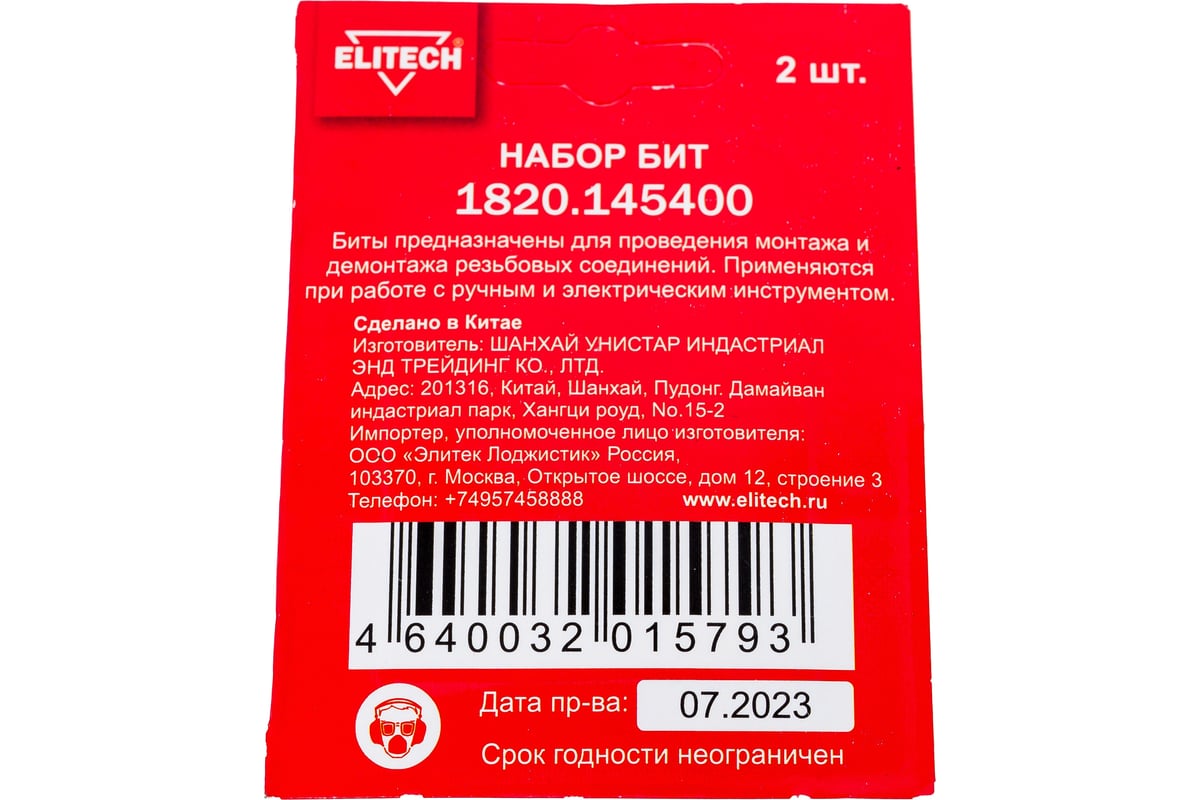 ELITECH®
2 шт.
НАБОР БИТ
1820.145400
Биты предназначены для проведения монтажа и
демонтажа резьбовых соединений. Применяются
при работе с ручным и электрическим инструментом.
Сделано в Китае
Изготовитель: ШАНХАЙ УНИСТАР ИНДАСТРИАЛ
ЭНД ТРЕЙДИНГ КО., ЛТД.
Адрес: 201316, Китай, Шанхай, Пудонг. Дамайван
индастриал парк, Хангци роуд, No.15-2
Импортер, уполномоченное лицо изготовителя:
ООО «Элитек Лоджистик» Россия,
103370, г. Москва, Открытое шоссе, дом 12, строение 3
Телефон: +74957458888 www.elitech.ru
4 640032 015793
Дата пр-ва: 07.2023
Срок годности неограничен